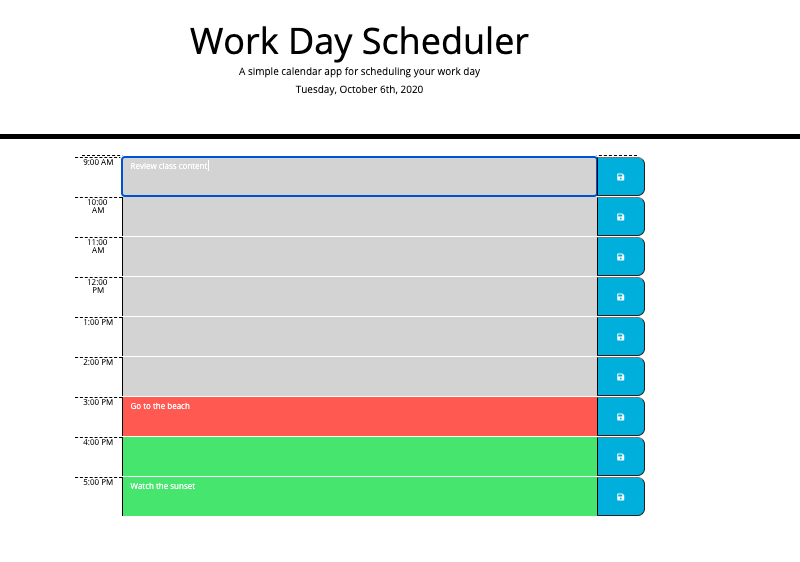 Work Day Scheduler
A simple calendar app for scheduling your work day
Tuesday, October 6th, 2020
9:00 AM
Review class content
10:00
AM
11:00
AM
12:00
PM
1:00 PM
2:00 PM
3:00 PM
Go to the beach
4:00 PM
5:00 PM
Watch the sunset